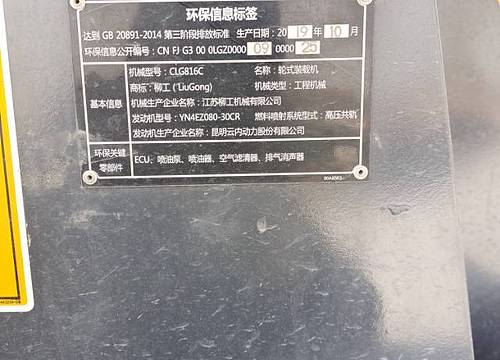 环保信息标签
达到 GB 20891-2014 第三阶段排放标准 生产日期: 2019年10月
环保信息公开编号: CN FJ G3 00 0LGZ0000 09 0000 25
基本信息
机械型号: CLG816C 名称: 轮式装载机
商标: 柳工 ("LiuGong) 机械类型: 工程机械
机械生产企业名称: 江苏柳工机械有限公司
发动机型号: YN4EZ080-30CR 燃料喷射系统型式: 高压共轨
发动机生产企业名称: 昆明云内动力股份有限公司
环保关键
零部件
ECU、喷油泵、喷油器、空气滤清器、排气消声器